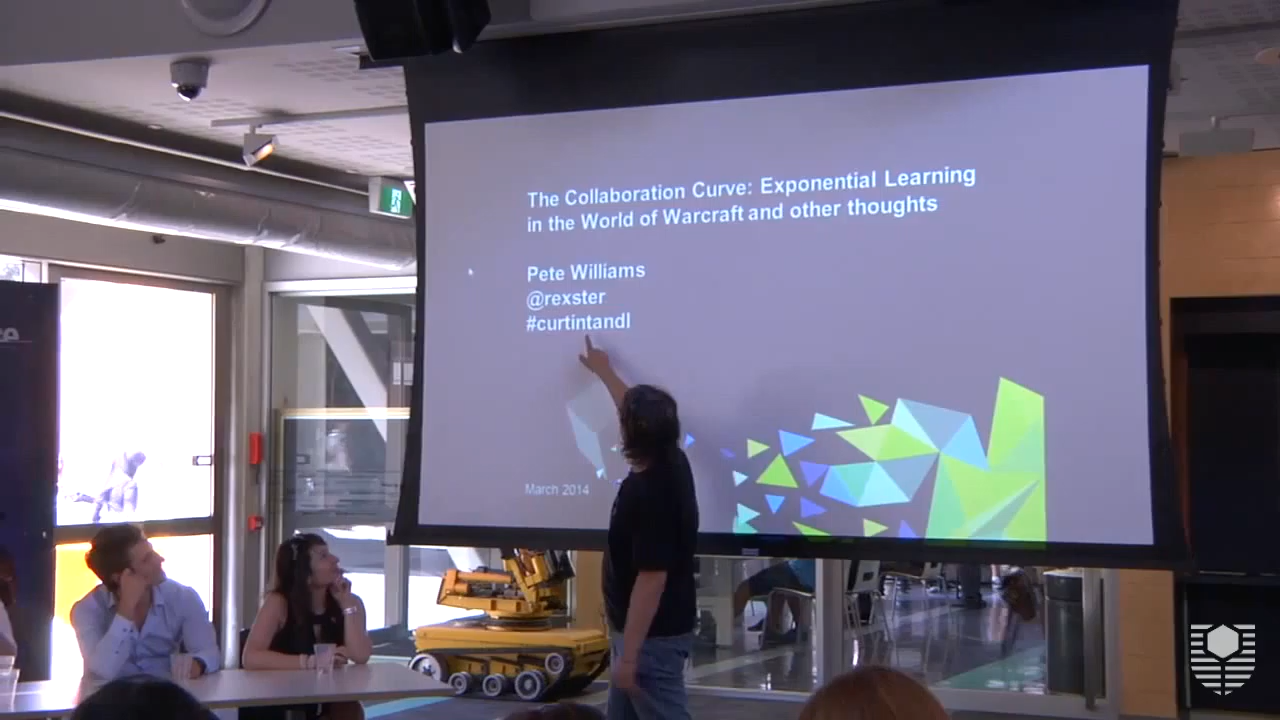 The Collaboration Curve: Exponential Learning
in the World of Warcraft and other thoughts
Pete Williams
@rexster
#curtintandl
March 2014